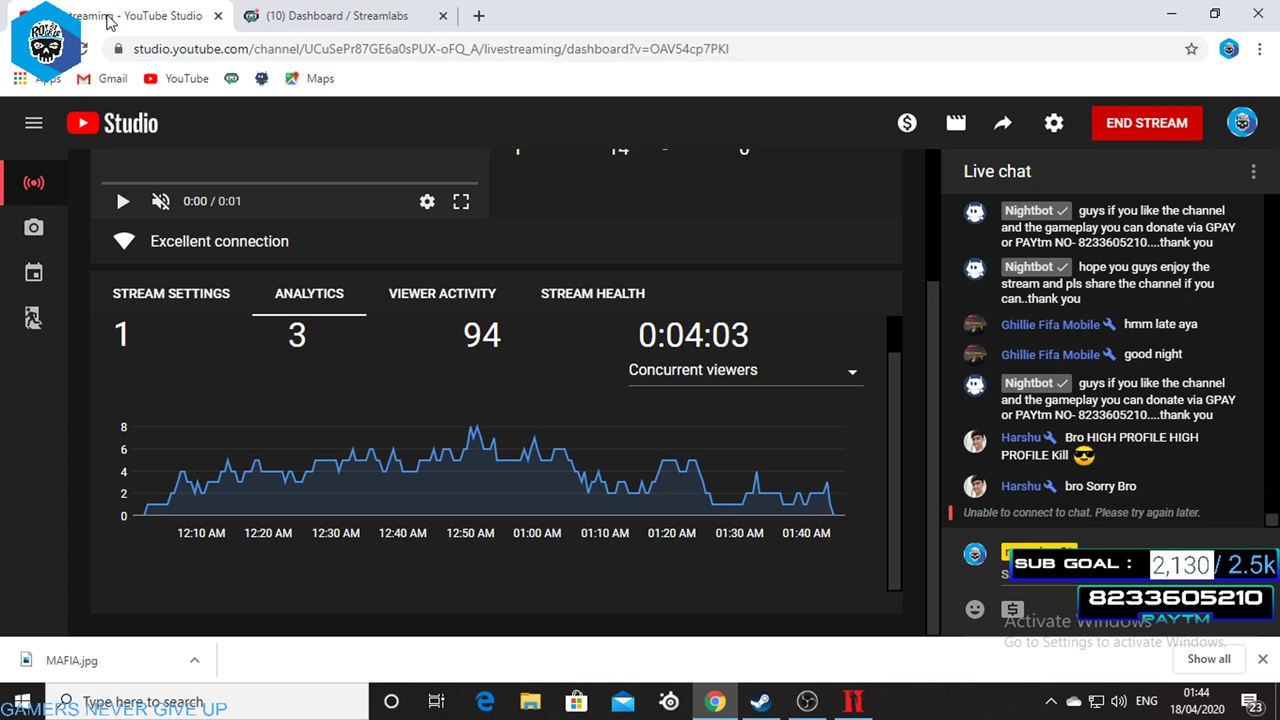 Streaming - YouTube Studio
(10) Dashboard / Streamlabs
studio.youtube.com/channel/UCuSePr87GE6a0sPUX-oFQ_A/livestreaming/dashboard?v=OAV54cp7PKI
Apps Gmail YouTube Maps
Studio
END STREAM
Live chat
0:00 / 0:01
Excellent connection
STREAM SETTINGS ANALYTICS VIEWER ACTIVITY STREAM HEALTH
1 3 94 0:04:03
Concurrent viewers
8
6
4
2
0
12:10 AM 12:20 AM 12:30 AM 12:40 AM 12:50 AM 01:00 AM 01:10 AM 01:20 AM 01:30 AM 01:40 AM
Nightbot guys if you like the channel
and the gameplay you can donate via GPAY
or PAYtm NO- 8233605210....thank you
Nightbot hope you guys enjoy the
stream and pls share the channel if you
can..thank you
Ghillie Fifa Mobile hmm late aya
Ghillie Fifa Mobile good night
Nightbot guys if you like the channel
and the gameplay you can donate via GPAY
or PAYtm NO- 8233605210....thank you
Harshu Bro HIGH PROFILE HIGH
PROFILE Kill
Harshu bro Sorry Bro
Unable to connect to chat. Please try again later.
SUB GOAL : 2,130 / 2.5k
8233605210
PAYTM
Activate Windows
Go to Settings to activate Windows.
MAFIA.jpg
Show all
Type here to search
GAMERS NEVER GIVE UP
ENG
01:44
18/04/2020
23